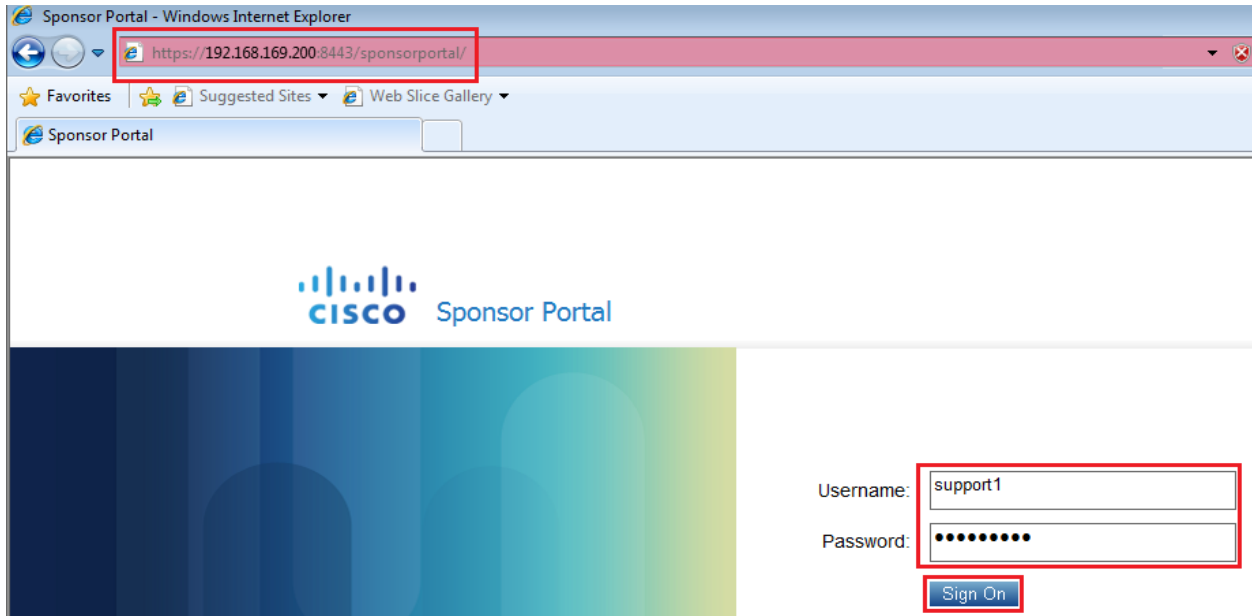 Sponsor Portal - Windows Internet Explorer
https://192.168.169.200:8443/sponsorportal/
Favorites Suggested Sites Web Slice Gallery
Sponsor Portal
CISCO Sponsor Portal
Username: support1
Password: •••••••••
Sign On